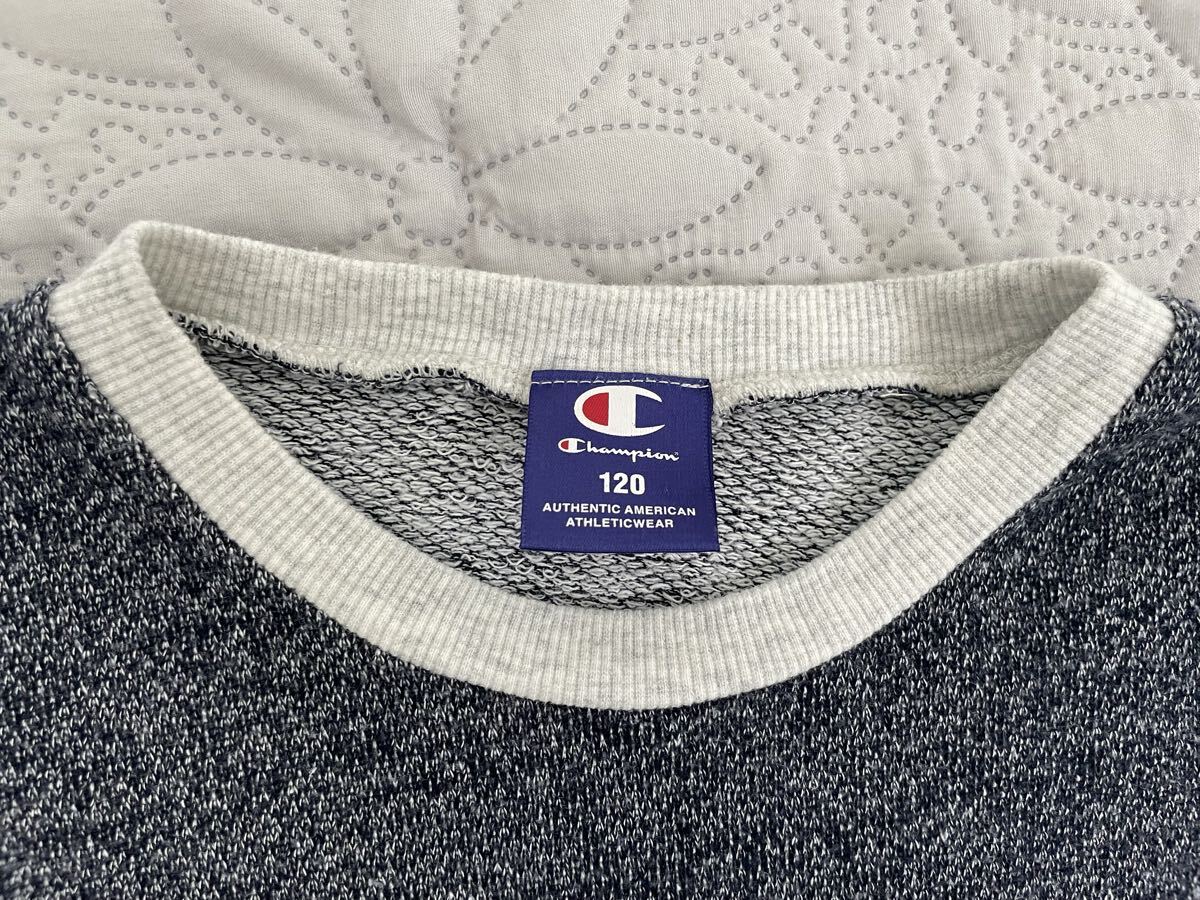 Champion
120
AUTHENTIC AMERICAN
ATHLETICWEAR